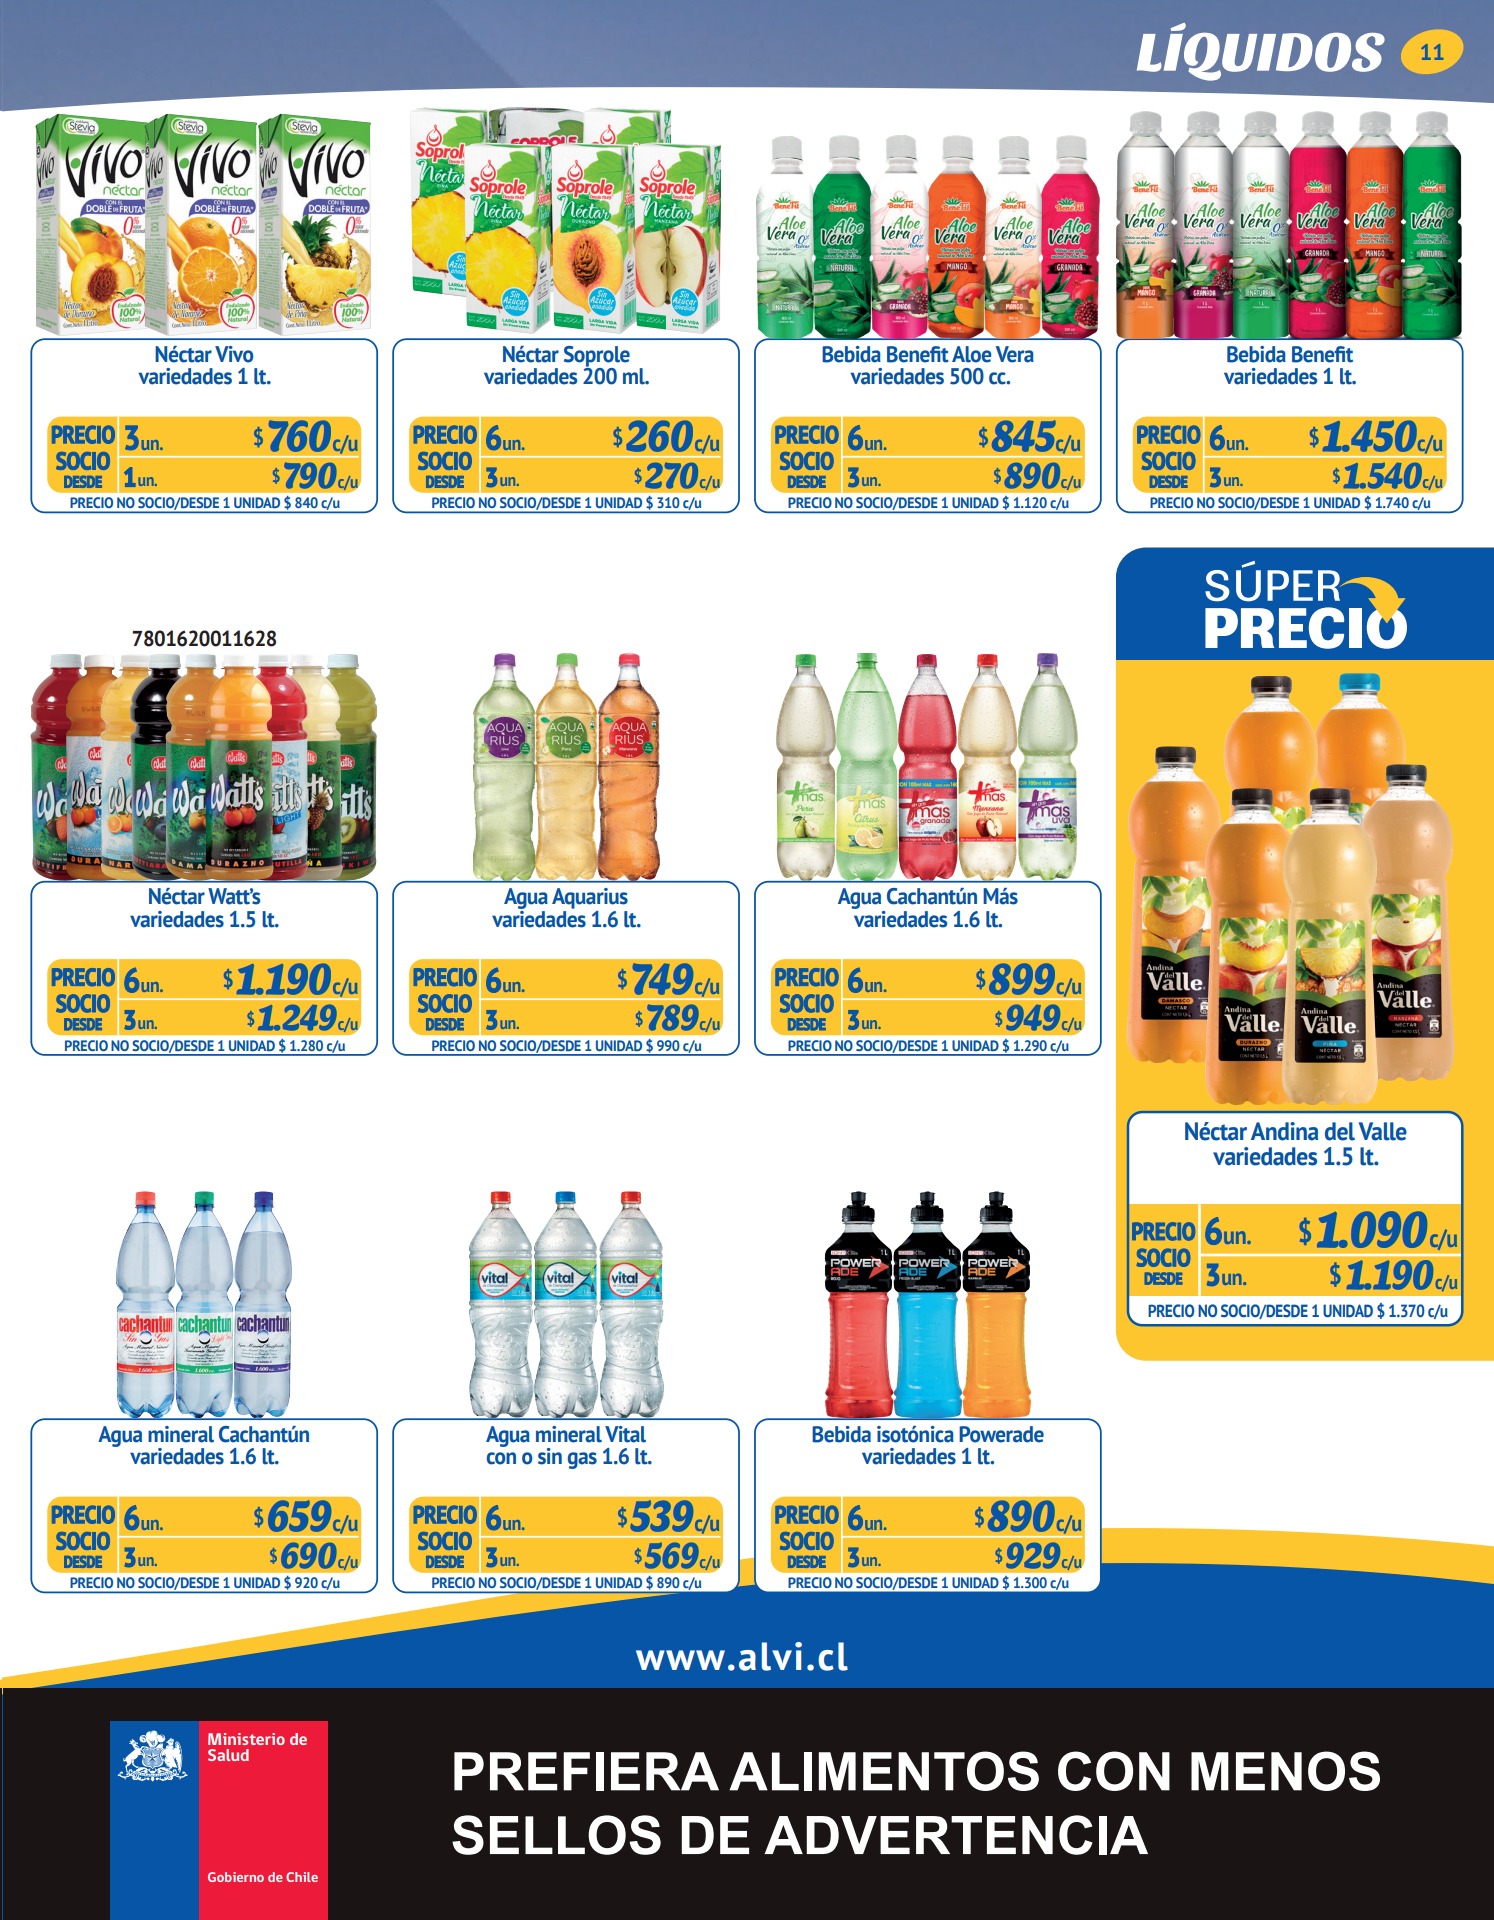 LÍQUIDOS 11
Néctar Vivo
variedades 1 lt.
PRECIO SOCIO DESDE
3un. $760c/u
1un. $790c/u
PRECIO NO SOCIO/DESDE 1 UNIDAD $ 840 c/u
Néctar Soprole
variedades 200 ml.
PRECIO SOCIO DESDE
6un. $260c/u
3un. $270c/u
PRECIO NO SOCIO/DESDE 1 UNIDAD $ 310 c/u
Bebida Benefit Aloe Vera
variedades 500 cc.
PRECIO SOCIO DESDE
6un. $845c/u
3un. $890c/u
PRECIO NO SOCIO/DESDE 1 UNIDAD $ 1.120 c/u
Bebida Benefit
variedades 1 lt.
PRECIO SOCIO DESDE
6un. $1.450c/u
3un. $1.540c/u
PRECIO NO SOCIO/DESDE 1 UNIDAD $ 1.740 c/u
7801620011628
Néctar Watt's
variedades 1.5 lt.
PRECIO SOCIO DESDE
6un. $1.190c/u
3un. $1.249c/u
PRECIO NO SOCIO/DESDE 1 UNIDAD $ 1.280 c/u
Agua Aquarius
variedades 1.6 lt.
PRECIO SOCIO DESDE
6un. $749c/u
3un. $789c/u
PRECIO NO SOCIO/DESDE 1 UNIDAD $ 990 c/u
Agua Cachantún Más
variedades 1.6 lt.
PRECIO SOCIO DESDE
6un. $899c/u
3un. $949c/u
PRECIO NO SOCIO/DESDE 1 UNIDAD $ 1.290 c/u
SÚPER
PRECIO
Néctar Andina del Valle
variedades 1.5 lt.
PRECIO SOCIO DESDE
6un. $1.090c/u
3un. $1.190c/u
PRECIO NO SOCIO/DESDE 1 UNIDAD $ 1.370 c/u
Agua mineral Cachantún
variedades 1.6 lt.
PRECIO SOCIO DESDE
6un. $659c/u
3un. $690c/u
PRECIO NO SOCIO/DESDE 1 UNIDAD $ 920 c/u
Agua mineral Vital
con o sin gas 1.6 lt.
PRECIO SOCIO DESDE
6un. $539c/u
3un. $569c/u
PRECIO NO SOCIO/DESDE 1 UNIDAD $ 890 c/u
Bebida isotónica Powerade
variedades 1 lt.
PRECIO SOCIO DESDE
6un. $890c/u
3un. $929c/u
PRECIO NO SOCIO/DESDE 1 UNIDAD $ 1.300 c/u
www.alvi.cl
Ministerio de
Salud
Gobierno de Chile
PREFIERA ALIMENTOS CON MENOS
SELLOS DE ADVERTENCIA